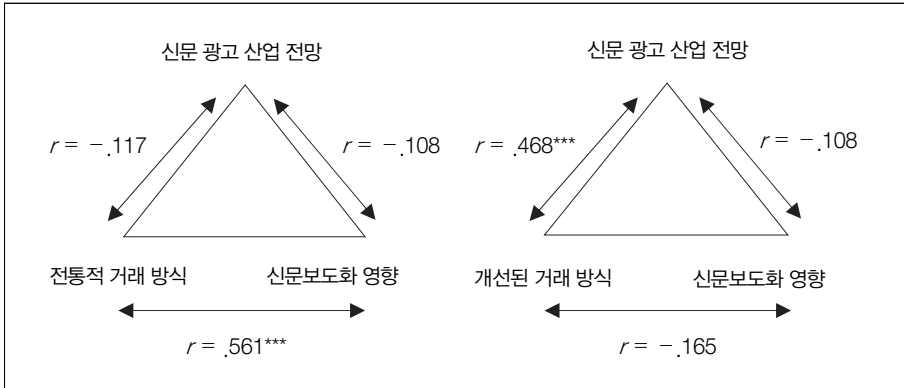 신문 광고 산업 전망
r = −.117
r = −.108
전통적 거래 방식
신문보도화 영향
r = .561***
신문 광고 산업 전망
r = .468***
r = −.108
개선된 거래 방식
신문보도화 영향
r = −.165